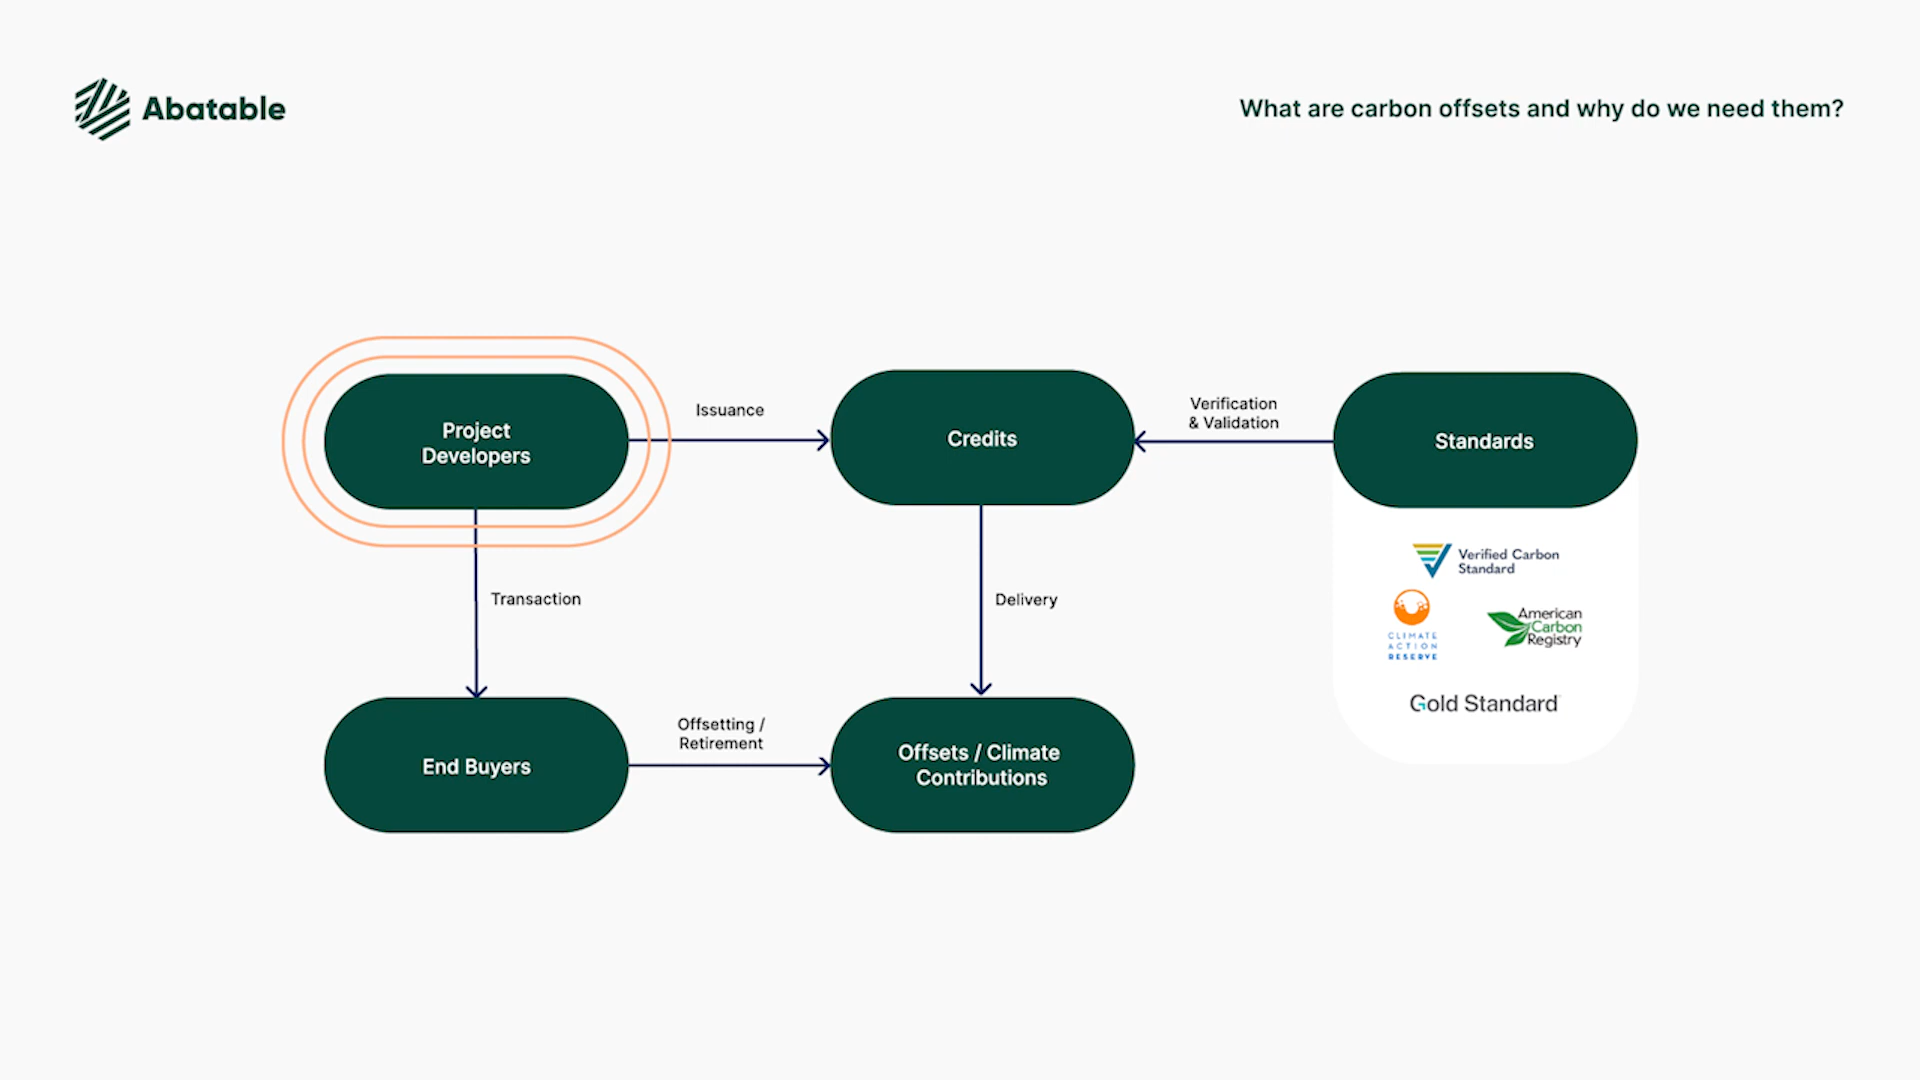 Abatable
What are carbon offsets and why do we need them?
Project
Developers
Issuance
Credits
Verification
& Validation
Standards
Transaction
Delivery
Verified Carbon
Standard
CLIMATE
ACTION
RESERVE
American
Carbon
Registry
Gold Standard
End Buyers
Offsetting /
Retirement
Offsets / Climate
Contributions